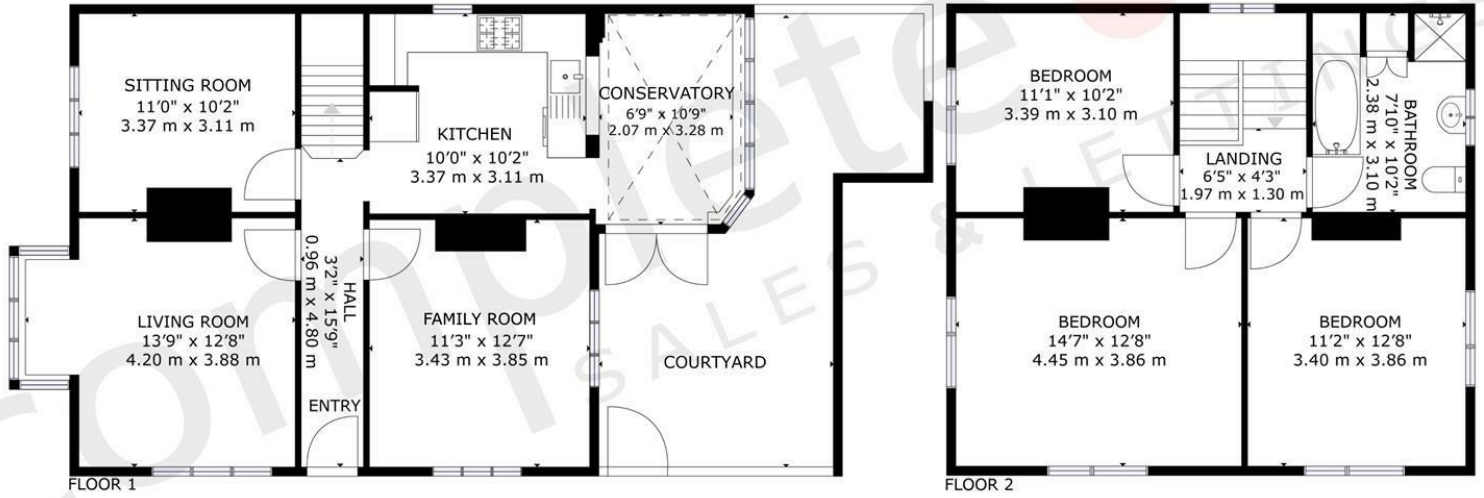 SITTING ROOM
11'0" x 10'2"
3.37 m x 3.11 m
KITCHEN
10'0" x 10'2"
3.37 m x 3.11 m
CONSERVATORY
6'9" x 10'9"
2.07 m x 3.28 m
LIVING ROOM
13'9" x 12'8"
4.20 m x 3.88 m
HALL
3'2" x 15'9"
0.96 m x 4.80 m
FAMILY ROOM
11'3" x 12'7"
3.43 m x 3.85 m
COURTYARD
ENTRY
FLOOR 1
BEDROOM
11'1" x 10'2"
3.39 m x 3.10 m
LANDING
6'5" x 4'3"
1.97 m x 1.30 m
BATHROOM
7'10" x 10'2"
2.38 m x 3.10 m
BEDROOM
14'7" x 12'8"
4.45 m x 3.86 m
BEDROOM
11'2" x 12'8"
3.40 m x 3.86 m
FLOOR 2
complete
SALES & LETTING